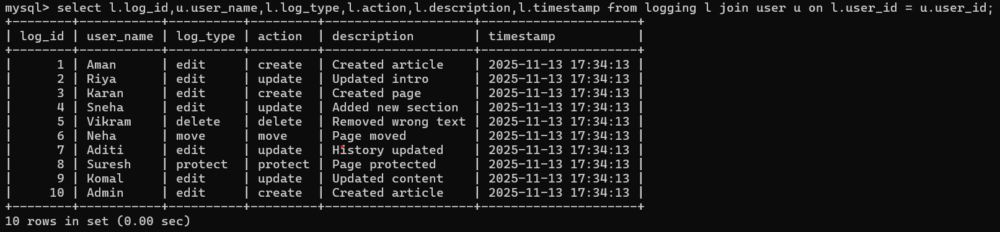 mysql> select l.log_id,u.user_name,l.log_type,l.action,l.description,l.timestamp from logging l join user u on l.user_id = u.user_id;
+--------+-----------+----------+---------+--------------------+---------------------+
| log_id | user_name | log_type | action  | description        | timestamp           |
+--------+-----------+----------+---------+--------------------+---------------------+
|      1 | Aman      | edit     | create  | Created article    | 2025-11-13 17:34:13 |
|      2 | Riya      | edit     | update  | Updated intro      | 2025-11-13 17:34:13 |
|      3 | Karan     | edit     | create  | Created page       | 2025-11-13 17:34:13 |
|      4 | Sneha     | edit     | update  | Added new section  | 2025-11-13 17:34:13 |
|      5 | Vikram    | delete   | delete  | Removed wrong text | 2025-11-13 17:34:13 |
|      6 | Neha      | move     | move    | Page moved         | 2025-11-13 17:34:13 |
|      7 | Aditi     | edit     | update  | History updated    | 2025-11-13 17:34:13 |
|      8 | Suresh    | protect  | protect | Page protected     | 2025-11-13 17:34:13 |
|      9 | Komal     | edit     | update  | Updated content    | 2025-11-13 17:34:13 |
|     10 | Admin     | edit     | create  | Created article    | 2025-11-13 17:34:13 |
+--------+-----------+----------+---------+--------------------+---------------------+
10 rows in set (0.00 sec)